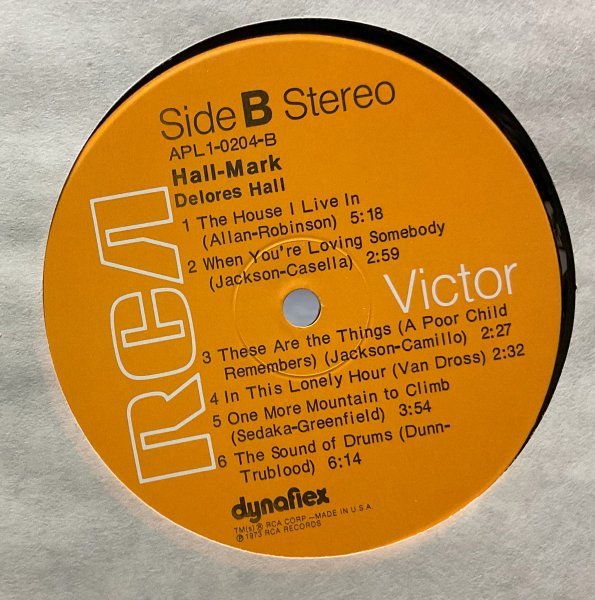 Side B Stereo
APL1-0204-B
Hall-Mark
Delores Hall
1 The House I Live In
(Allan-Robinson) 5:18
2 When You're Loving Somebody
(Jackson-Casella) 2:59
RCA Victor
3 These Are the Things (A Poor Child
Remembers) (Jackson-Camillo) 2:27
4 In This Lonely Hour (Van Dross) 2:32
5 One More Mountain to Climb
(Sedaka-Greenfield) 3:54
6 The Sound of Drums (Dunn-
Trublood) 6:14
dynaflex
TM(s) ® RCA CORP.—MADE IN U.S.A.
℗ 1973 RCA RECORDS